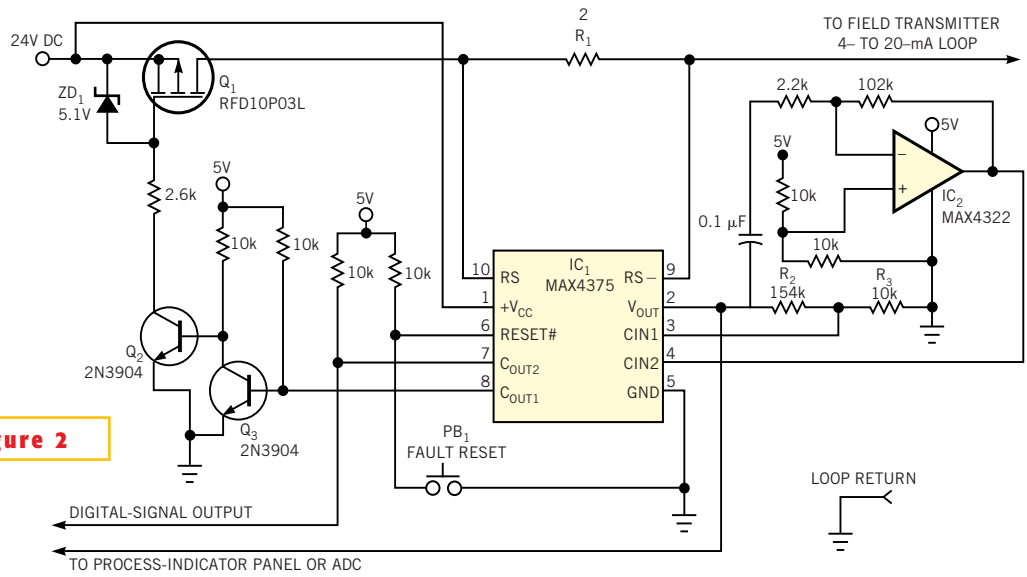 24V DC
ZD1
5.1V
Q1
RFD10P03L
2
R1
TO FIELD TRANSMITTER
4– TO 20–mA LOOP
2.2k
102k
5V
10k
0.1 µF
10k
5V
IC2
MAX4322
2.6k
5V
10k
10k
5V
10k
10k
Q2
2N3904
Q3
2N3904
IC1
MAX4375
10 RS
1 +VCC
6 RESET#
7 COUT2
8 COUT1
RS – 9
VOUT 2
CIN1 3
CIN2 4
GND 5
R2
154k
R3
10k
PB1
FAULT RESET
LOOP RETURN
gure 2
DIGITAL-SIGNAL OUTPUT
TO PROCESS-INDICATOR PANEL OR ADC